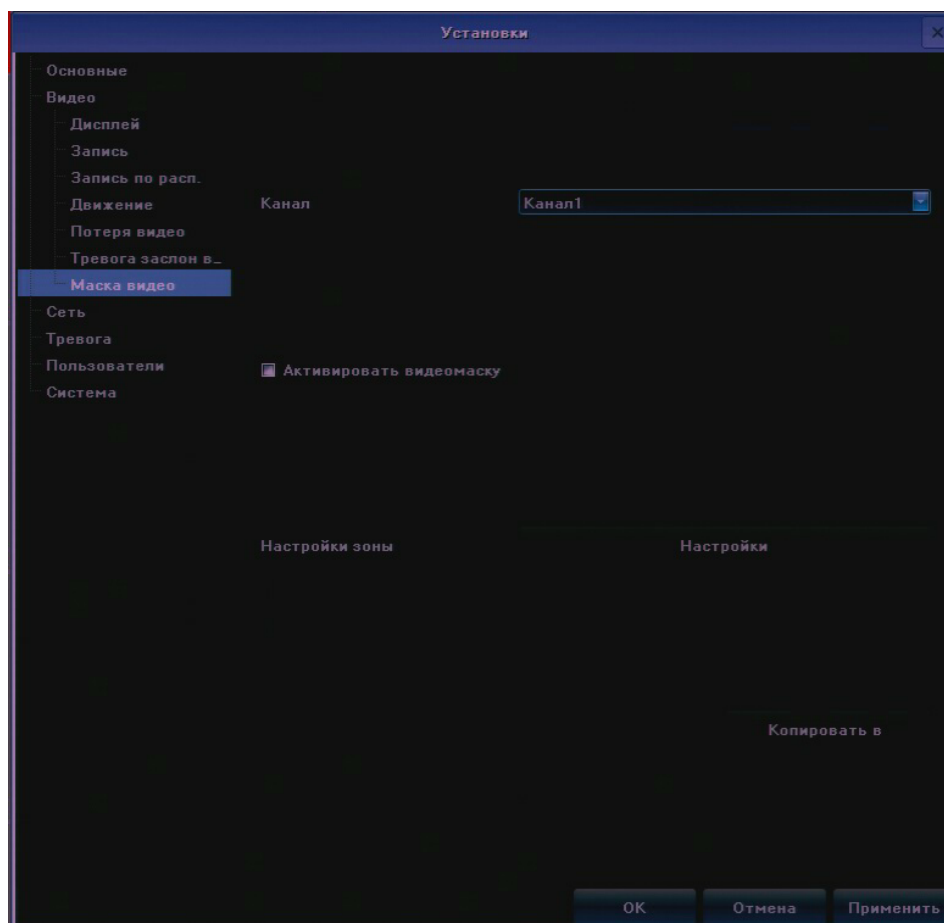 Установки
Основные
Видео
Дисплей
Запись
Запись по расп.
Движение
Потеря видео
Тревога заслон в_
Маска видео
Сеть
Тревога
Пользователи
Система
Канал
Канал1
Активировать видеомаску
Настройки зоны
Настройки
Копировать в
OK
Отмена
Применить